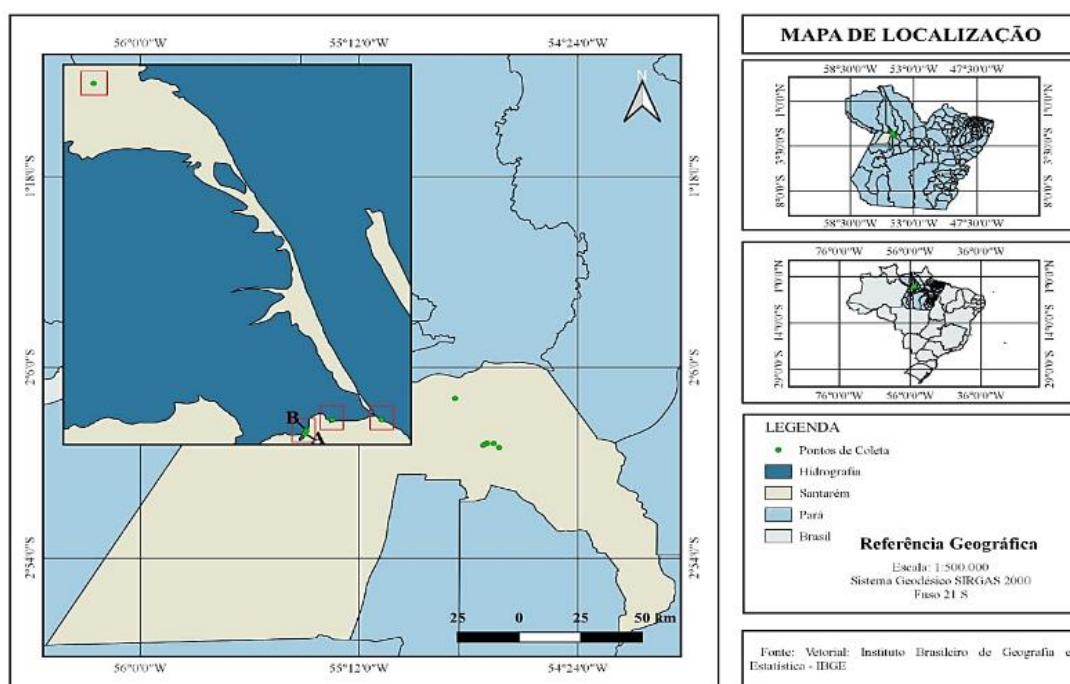 56°0'0"W 55°12'0"W 54°24'0"W
N
1°18'0"S 1°18'0"S
2°6'0"S 2°6'0"S
2°54'0"S 2°54'0"S
B
A
25 0 25 50 km
56°0'0"W 55°12'0"W 54°24'0"W
MAPA DE LOCALIZAÇÃO
58°30'0"W 53°0'0"W 47°30'0"W
1°0'0"N 1°0'0"N
3°30'0"S 3°30'0"S
8°0'0"S 8°0'0"S
58°30'0"W 53°0'0"W 47°30'0"W
76°0'0"W 56°0'0"W 36°0'0"W
1°0'0"N 1°0'0"N
14°0'0"S 14°0'0"S
29°0'0"S 29°0'0"S
76°0'0"W 56°0'0"W 36°0'0"W
LEGENDA
Pontos de Coleta
Hidrografia
Santarém
Pará
Brasil
Referência Geográfica
Escala: 1:500.000
Sistema Geodésico SIRGAS 2000
Fuso 21 S
Fonte: Vetorial: Instituto Brasileiro de Geografia e
Estatística - IBGE